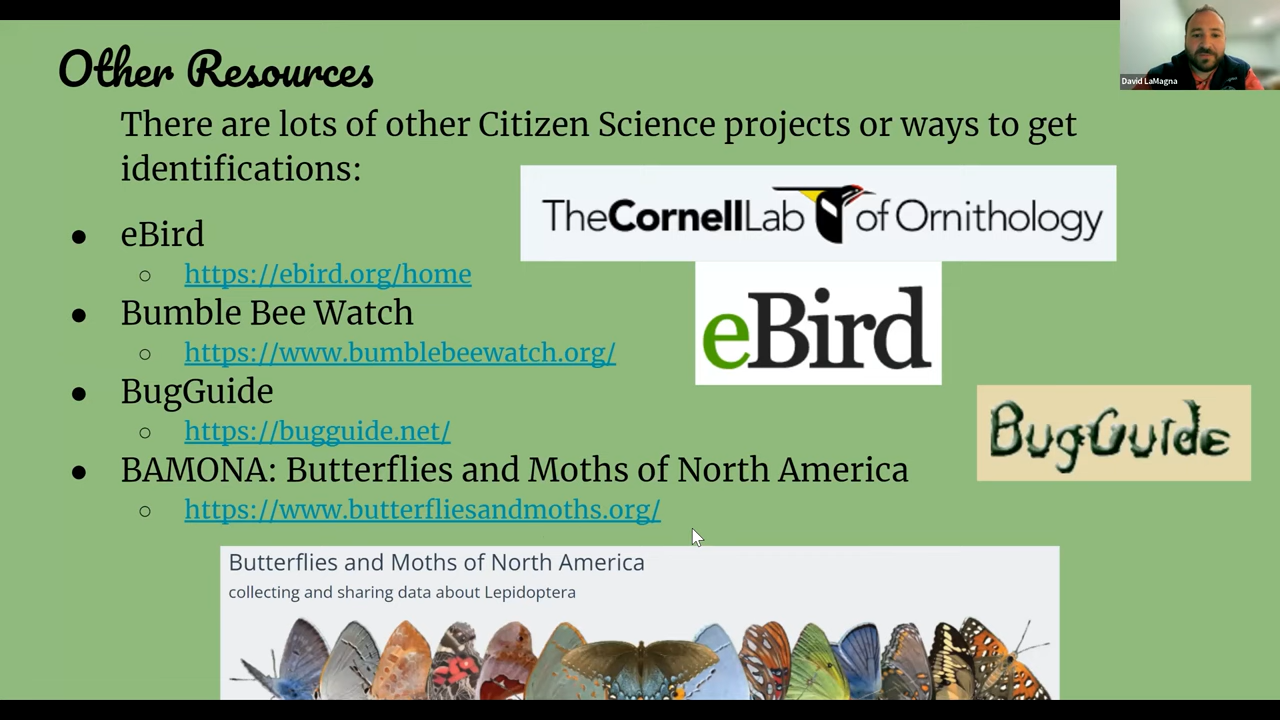 Other Resources
David LaMagna
There are lots of other Citizen Science projects or ways to get
identifications:
TheCornellLab of Ornithology
eBird
https://ebird.org/home
eBird
Bumble Bee Watch
https://www.bumblebeewatch.org/
BugGuide
https://bugguide.net/
BugGuide
BAMONA: Butterflies and Moths of North America
https://www.butterfliesandmoths.org/
Butterflies and Moths of North America
collecting and sharing data about Lepidoptera